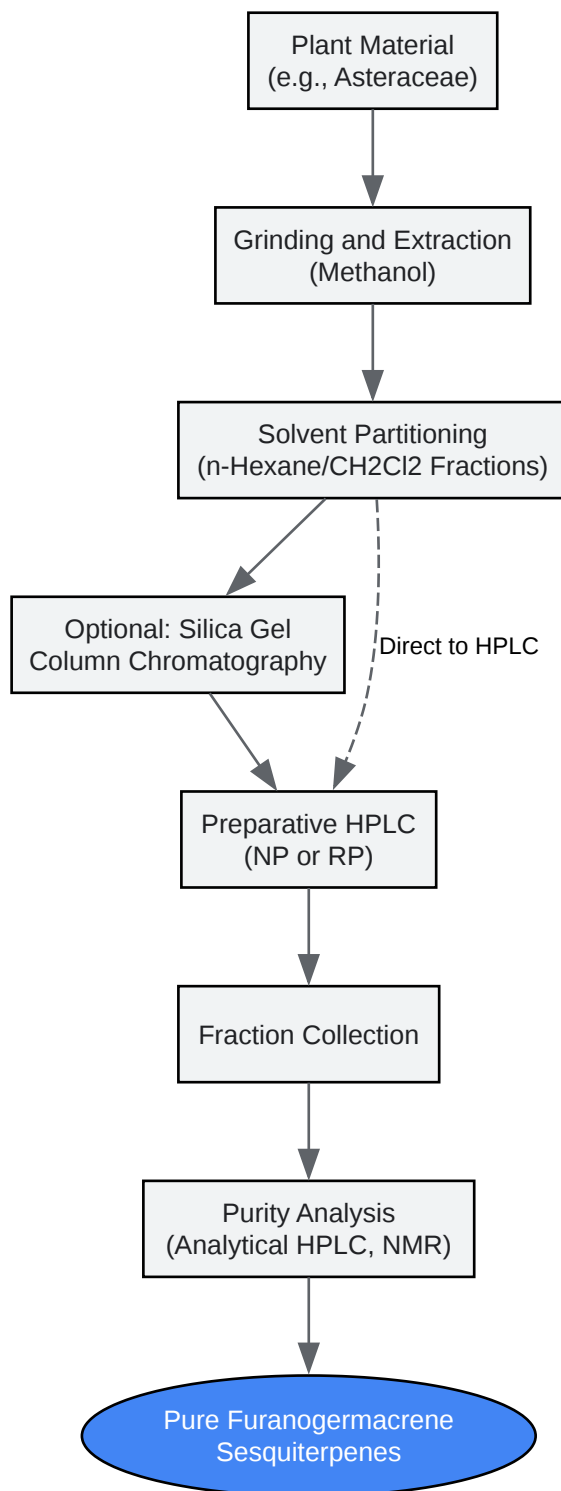 Plant Material
(e.g., Asteraceae)
Grinding and Extraction
(Methanol)
Solvent Partitioning
(n-Hexane/CH2Cl2 Fractions)
Optional: Silica Gel
Column Chromatography
Direct to HPLC
Preparative HPLC
(NP or RP)
Fraction Collection
Purity Analysis
(Analytical HPLC, NMR)
Pure Furanogermacrene
Sesquiterpenes